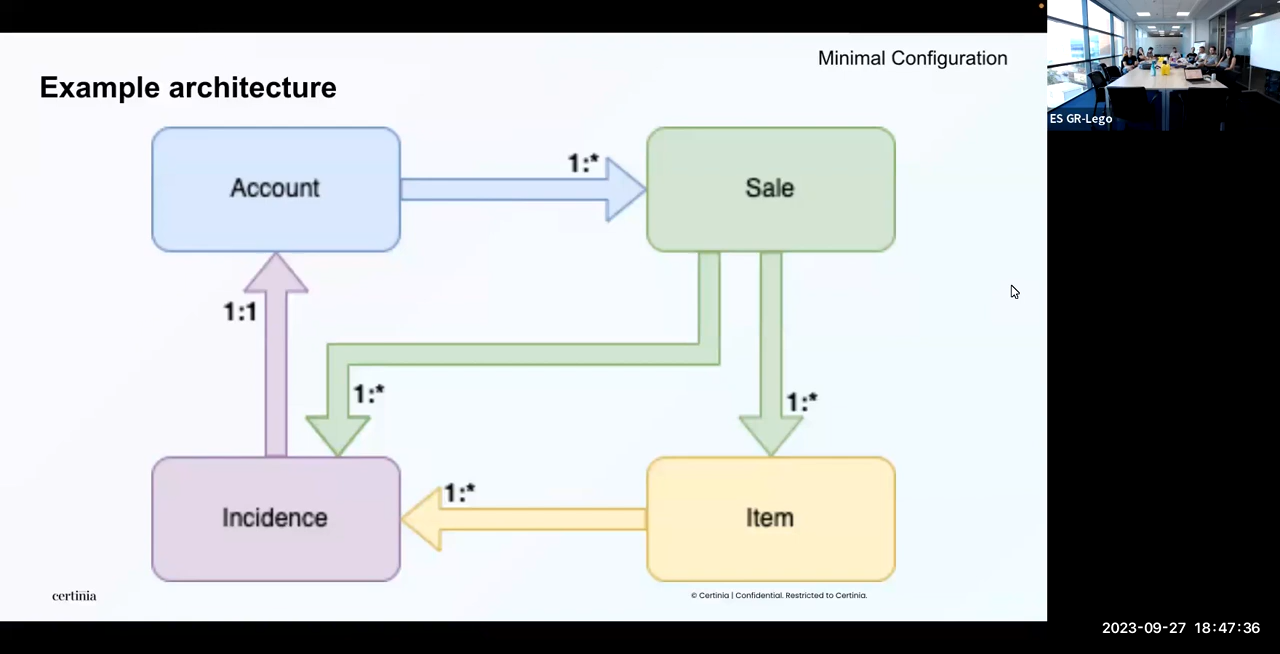 Minimal Configuration
Example architecture
Account
1:*
Sale
1:1
1:*
1:*
Incidence
1:*
Item
certinia
© Certinia | Confidential. Restricted to Certinia.
ES GR-Lego
2023-09-27 18:47:36